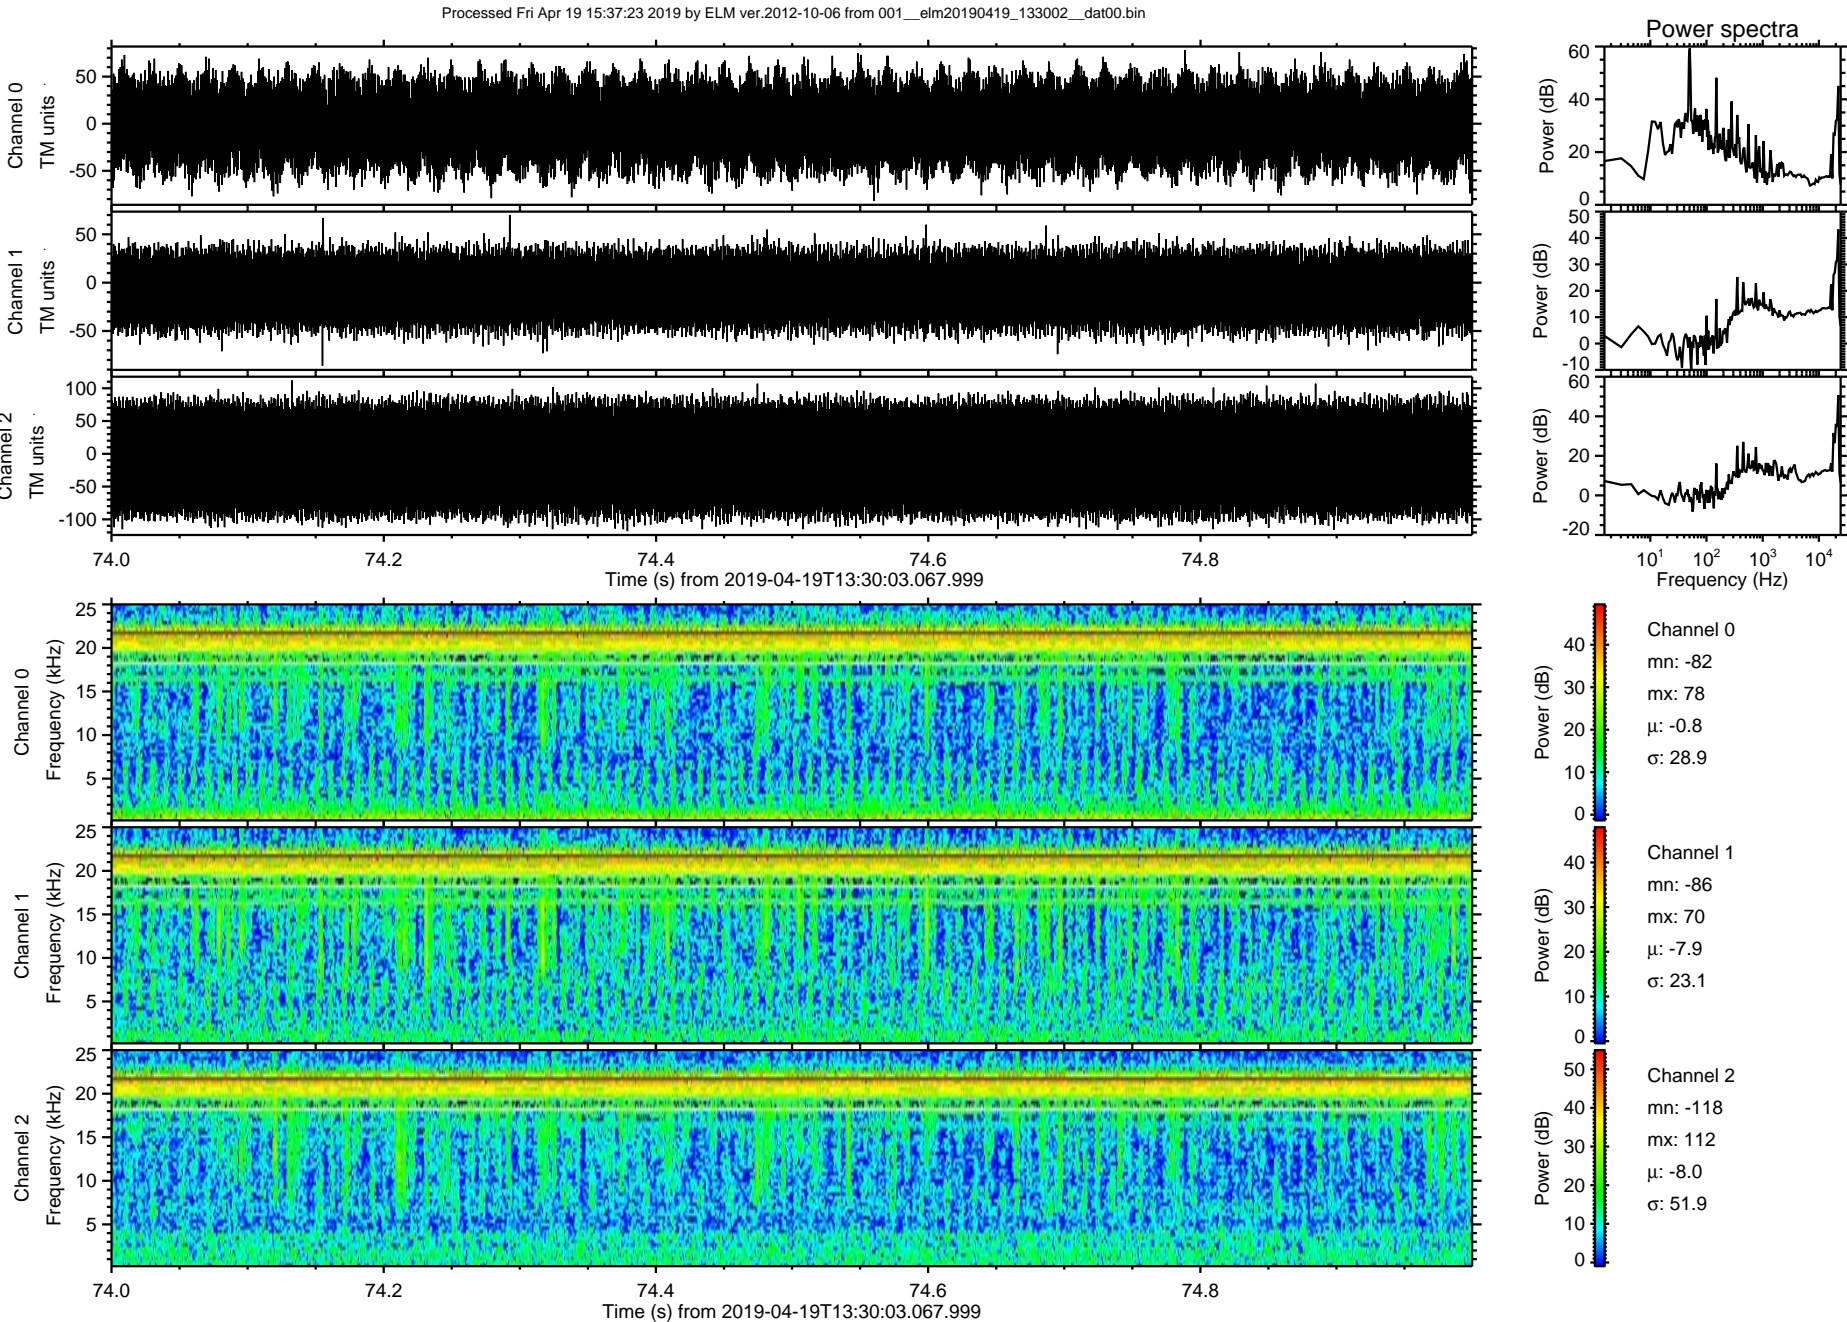 Processed Fri Apr 19 15:37:23 2019 by ELM ver.2012-10-06 from 001__elm20190419_133002__dat00.bin
Power spectra
Channel 0
TM units
50
0
-50
Power (dB)
60
40
20
0
Channel 1
TM units
50
0
-50
Power (dB)
50
40
30
20
10
0
-10
Channel 2
TM units
100
50
0
-50
-100
Power (dB)
60
40
20
0
-20
74.0 74.2 74.4 74.6 74.8
Time (s) from 2019-04-19T13:30:03.067.999
10^1 10^2 10^3 10^4
Frequency (Hz)
Channel 0
Frequency (kHz)
25
20
15
10
5
Power (dB)
40
30
20
10
0
Channel 0
mn: -82
mx: 78
μ: -0.8
σ: 28.9
Channel 1
Frequency (kHz)
25
20
15
10
5
Power (dB)
40
30
20
10
0
Channel 1
mn: -86
mx: 70
μ: -7.9
σ: 23.1
Channel 2
Frequency (kHz)
25
20
15
10
5
Power (dB)
50
40
30
20
10
0
Channel 2
mn: -118
mx: 112
μ: -8.0
σ: 51.9
74.0 74.2 74.4 74.6 74.8
Time (s) from 2019-04-19T13:30:03.067.999